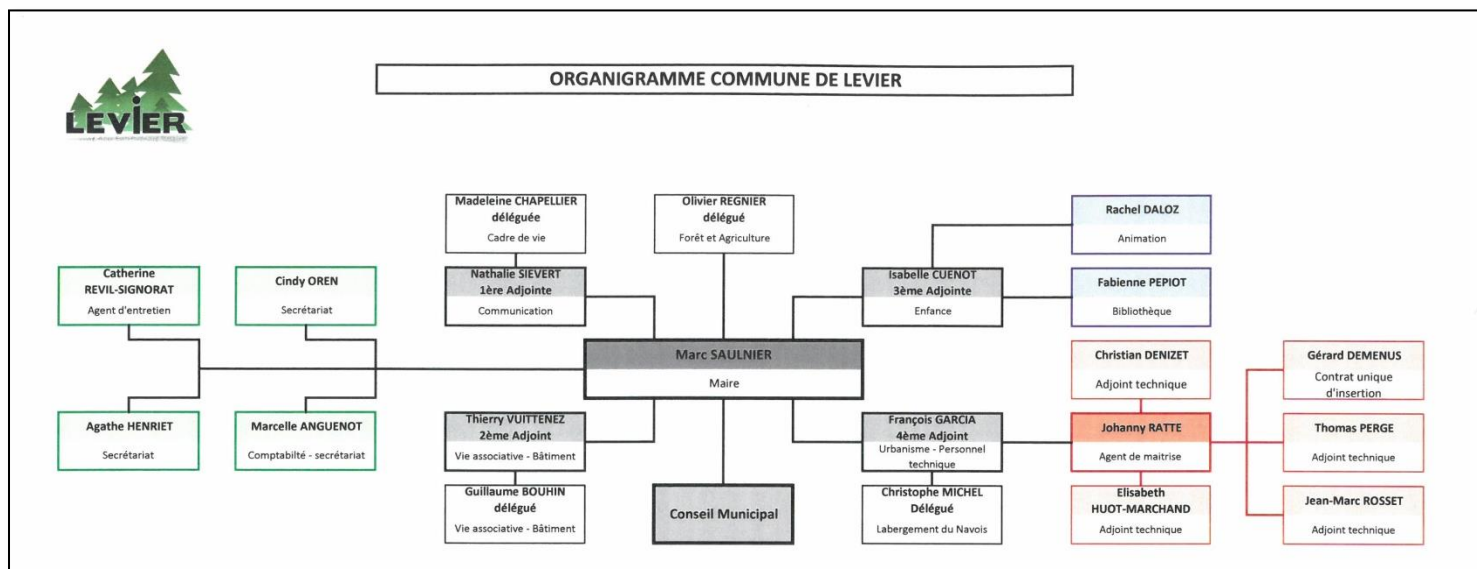 ORGANIGRAMME COMMUNE DE LEVIER
LEVIER
Madeleine CHAPELLIER
déléguée
Cadre de vie
Olivier REGNIER
délégué
Forêt et Agriculture
Rachel DALOZ
Animation
Catherine
REVIL-SIGNORAT
Agent d'entretien
Cindy OREN
Secrétariat
Nathalie SIEVERT
1ère Adjointe
Communication
Isabelle CUENOT
3ème Adjointe
Enfance
Fabienne PEPIOT
Bibliothèque
Marc SAULNIER
Maire
Christian DENIZET
Adjoint technique
Gérard DEMENUS
Contrat unique
d'insertion
Agathe HENRIET
Secrétariat
Marcelle ANGUENOT
Comptabilté - secrétariat
Thierry VUITTENEZ
2ème Adjoint
Vie associative - Bâtiment
François GARCIA
4ème Adjoint
Urbanisme - Personnel
technique
Johanny RATTE
Agent de maitrise
Thomas PERGE
Adjoint technique
Guillaume BOUHIN
délégué
Vie associative - Bâtiment
Conseil Municipal
Christophe MICHEL
Délégué
Labergement du Navois
Elisabeth
HUOT-MARCHAND
Adjoint technique
Jean-Marc ROSSET
Adjoint technique